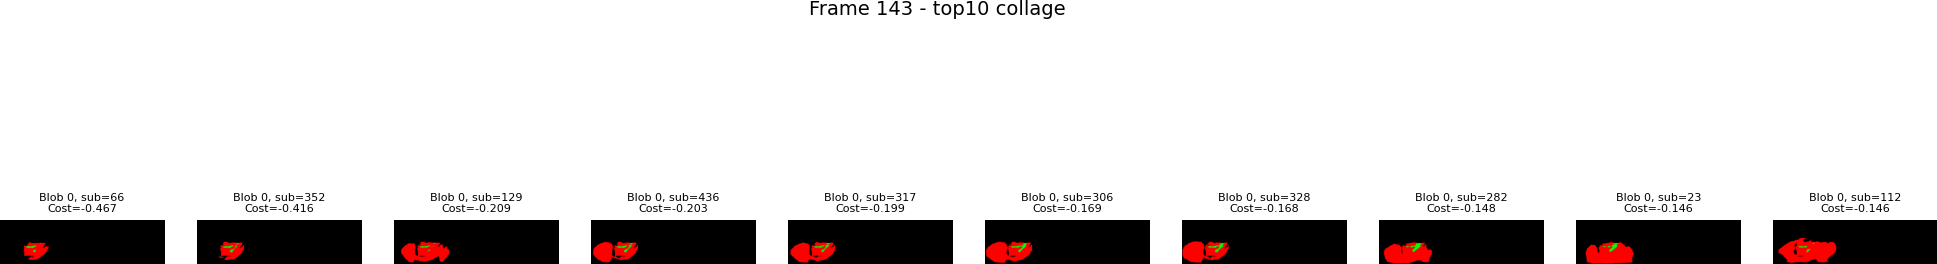 Frame 143 - top10 collage
Blob 0, sub=66
Cost=-0.467
Blob 0, sub=352
Cost=-0.416
Blob 0, sub=129
Cost=-0.209
Blob 0, sub=436
Cost=-0.203
Blob 0, sub=317
Cost=-0.199
Blob 0, sub=306
Cost=-0.169
Blob 0, sub=328
Cost=-0.168
Blob 0, sub=282
Cost=-0.148
Blob 0, sub=23
Cost=-0.146
Blob 0, sub=112
Cost=-0.146